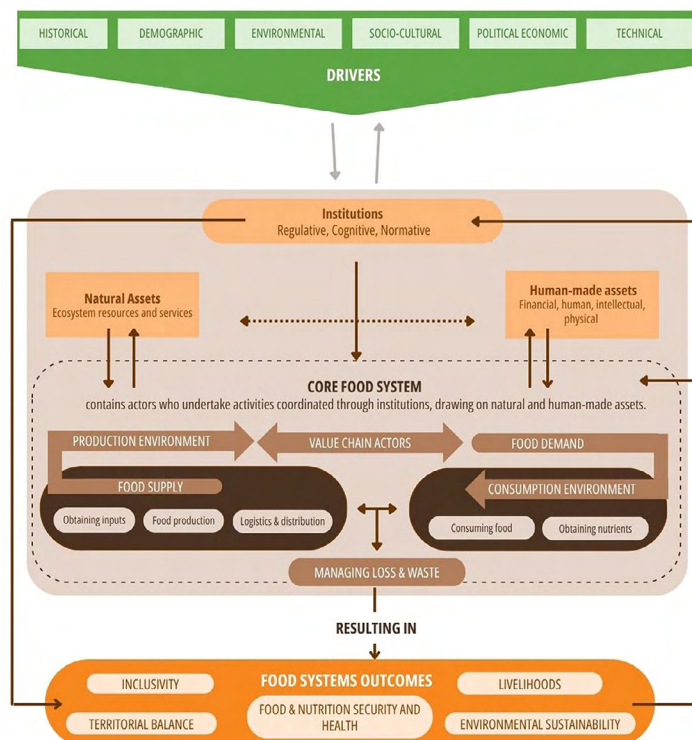 HISTORICAL
DEMOGRAPHIC
ENVIRONMENTAL
SOCIO-CULTURAL
POLITICAL ECONOMIC
TECHNICAL
DRIVERS
Institutions
Regulative, Cognitive, Normative
Natural Assets
Ecosystem resources and services
Human-made assets
Financial, human, intellectual,
physical
CORE FOOD SYSTEM
contains actors who undertake activities coordinated through institutions, drawing on natural and human-made assets.
PRODUCTION ENVIRONMENT
VALUE CHAIN ACTORS
FOOD DEMAND
FOOD SUPPLY
CONSUMPTION ENVIRONMENT
Obtaining inputs
Food production
Logistics & distribution
Consuming food
Obtaining nutrients
MANAGING LOSS & WASTE
RESULTING IN
FOOD SYSTEMS OUTCOMES
INCLUSIVITY
LIVELIHOODS
FOOD & NUTRITION SECURITY AND
HEALTH
TERRITORIAL BALANCE
ENVIRONMENTAL SUSTAINABILITY